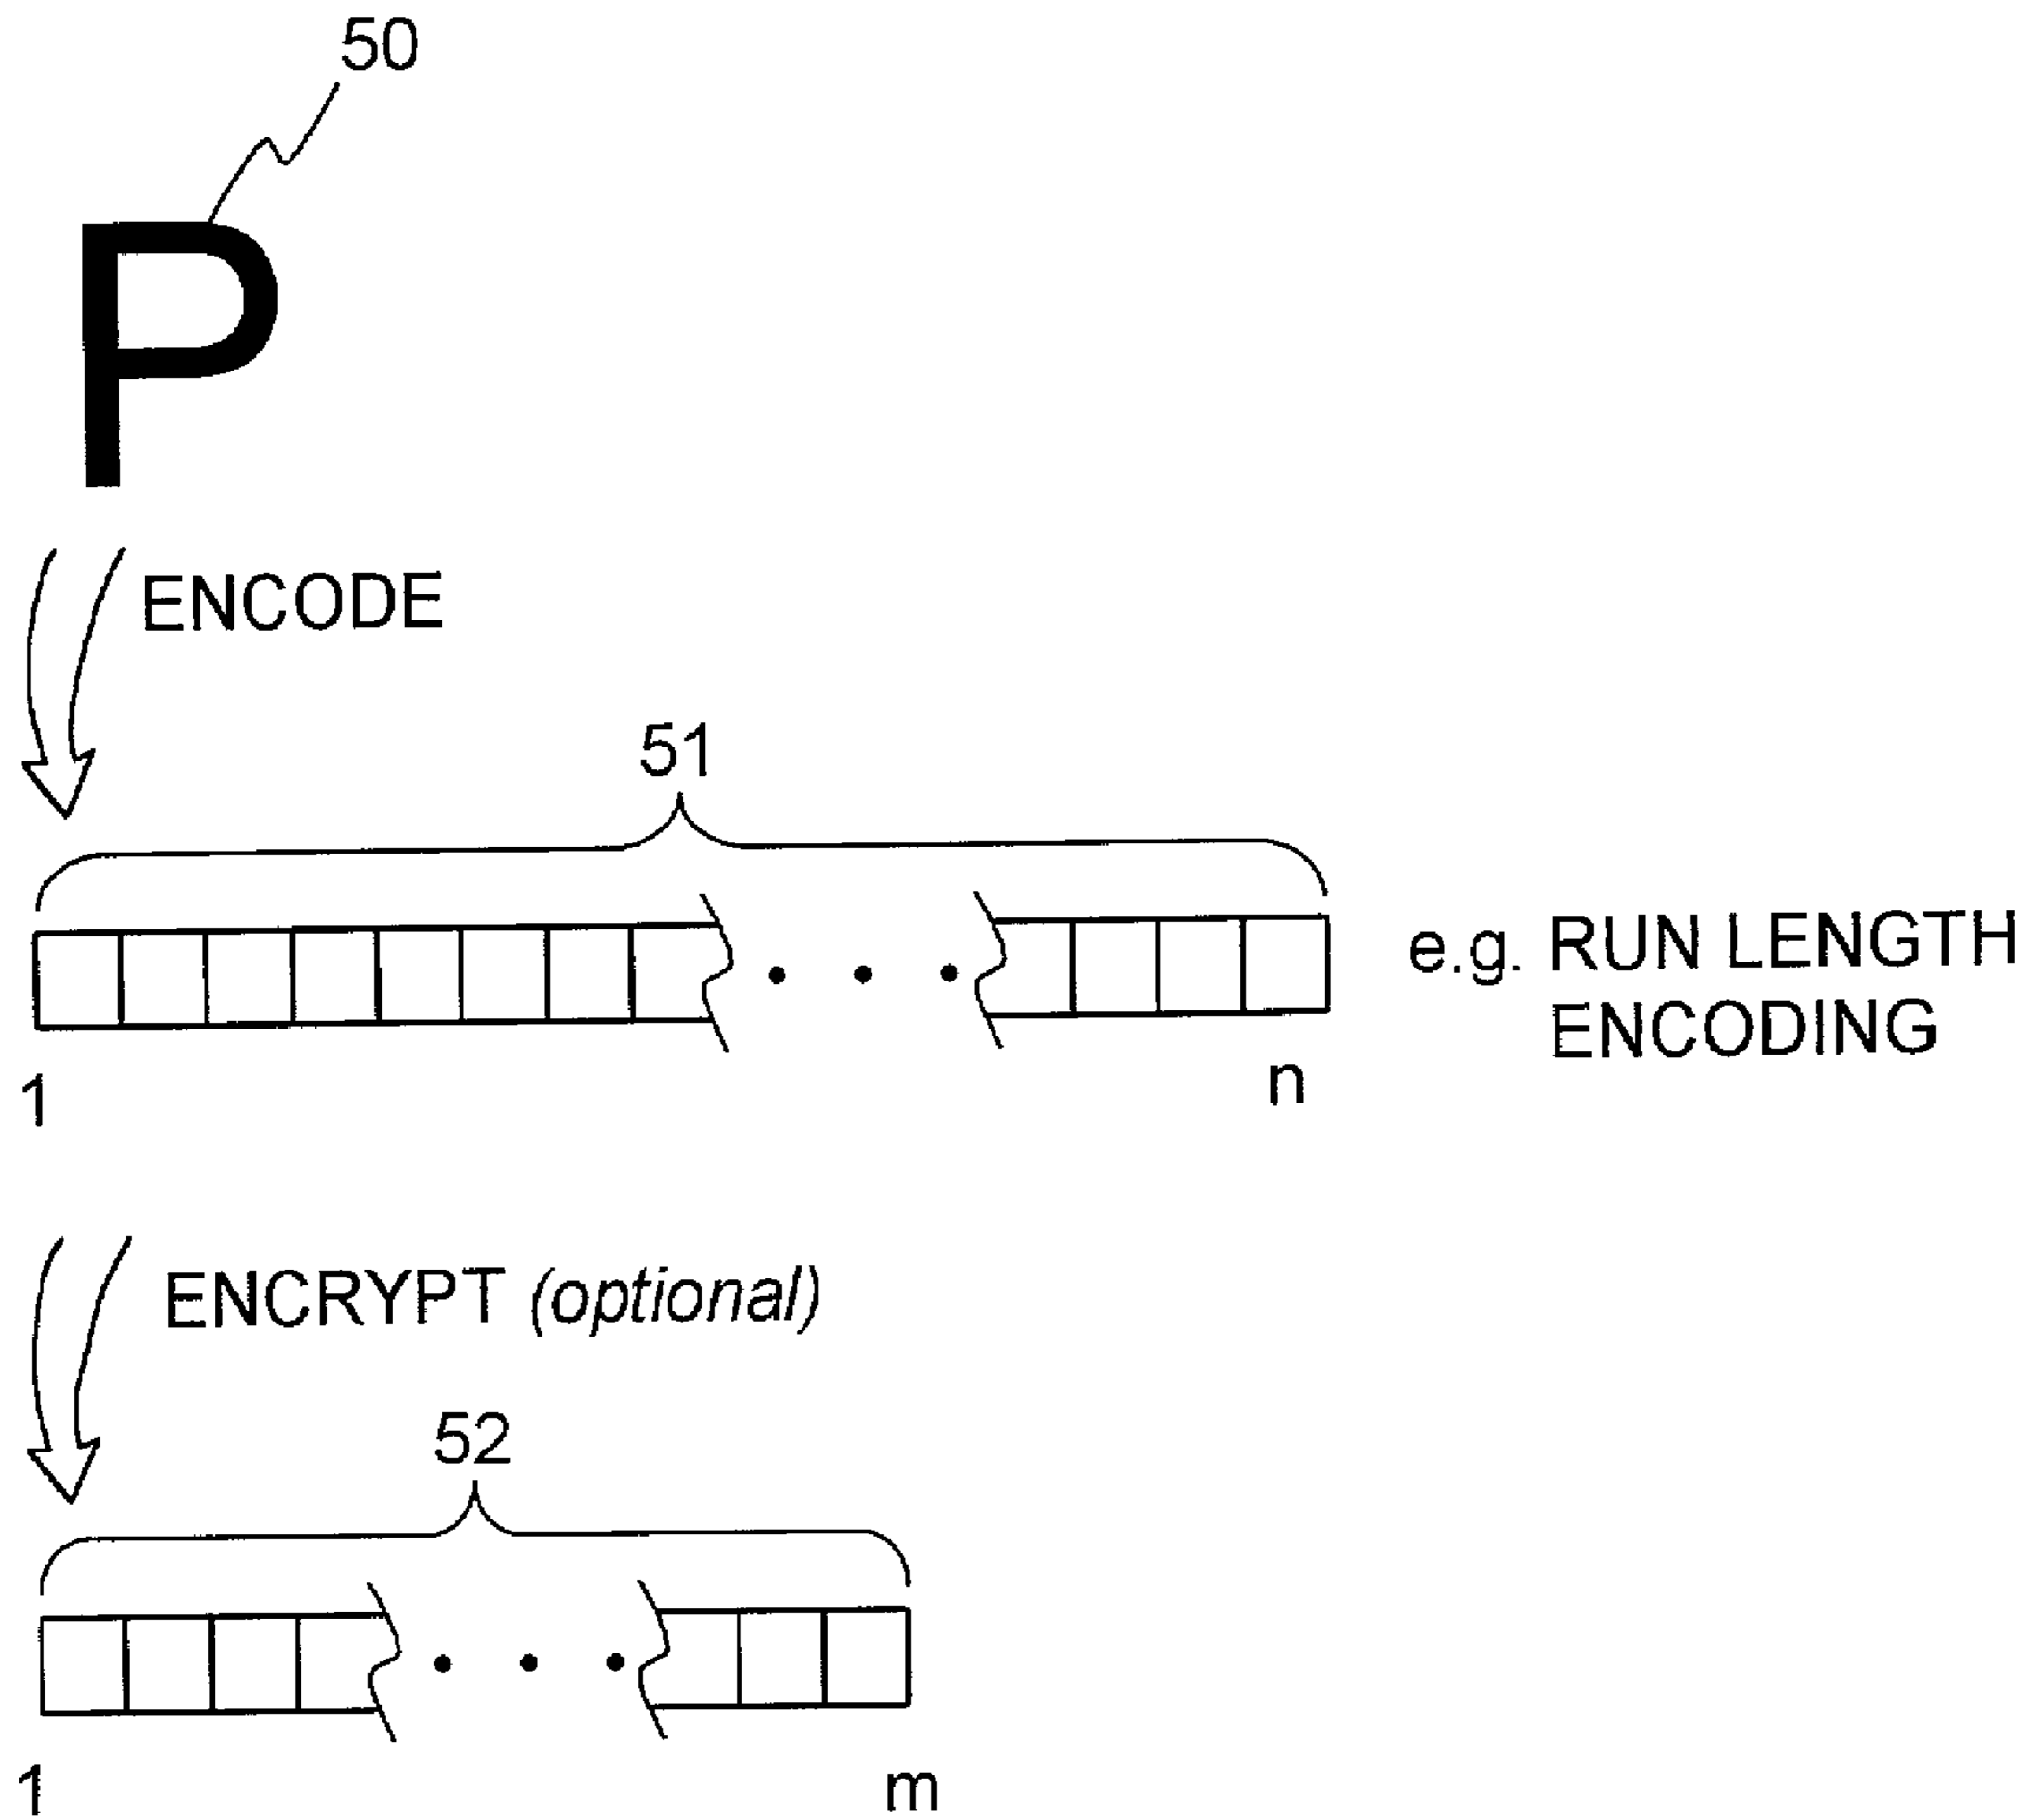 50
P
ENCODE
51
e.g. RUN LENGTH
ENCODING
1
n
ENCRYPT (optional)
52
1
m